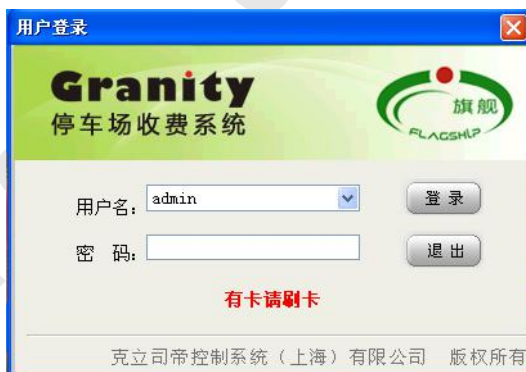 用户登录
Granity
停车场收费系统
旗舰
FLAGSHIP
用户名:
admin
登录
密 码:
退出
有卡请刷卡
克立司帝控制系统（上海）有限公司 版权所有